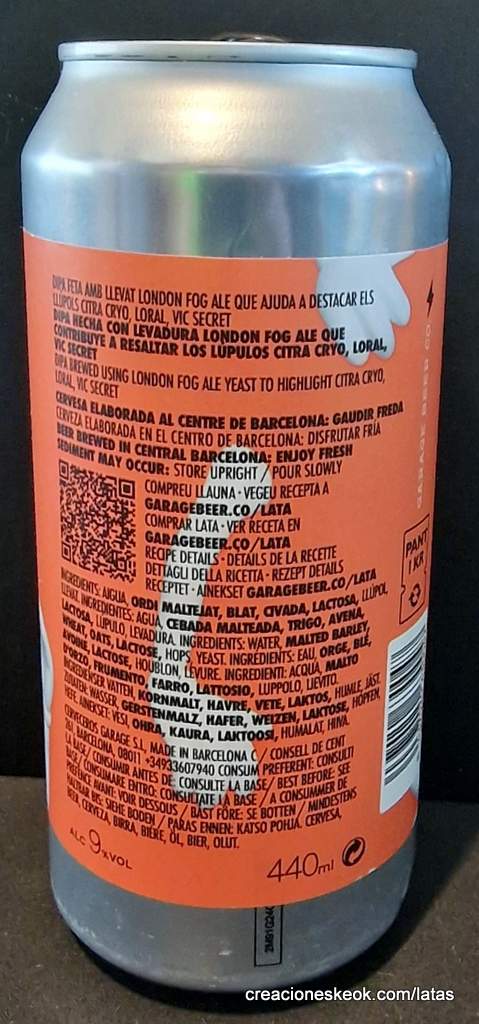 DIPA FETA AMB LLEVAT LONDON FOG ALE QUE AJUDA A DESTACAR ELS
LLÚPOLS CITRA CRYO, LORAL, VIC SECRET
DIPA HECHA CON LEVADURA LONDON FOG ALE QUE
CONTRIBUYE A RESALTAR LOS LÚPULOS CITRA CRYO, LORAL,
VIC SECRET
DIPA BREWED USING LONDON FOG ALE YEAST TO HIGHLIGHT CITRA CRYO,
LORAL, VIC SECRET
CERVESA ELABORADA AL CENTRE DE BARCELONA: GAUDIR FREDA
CERVEZA ELABORADA EN EL CENTRO DE BARCELONA: DISFRUTAR FRÍA
BEER BREWED IN CENTRAL BARCELONA: ENJOY FRESH
SEDIMENT MAY OCCUR: STORE UPRIGHT / POUR SLOWLY
COMPREU LLAUNA · VEGEU RECEPTA A
GARAGEBEER.CO/LATA
COMPRAR LATA · VER RECETA EN
GARAGEBEER.CO/LATA
RECIPE DETAILS · DÉTAILS DE LA RECETTE
DETTAGLI DELLA RICETTA · REZEPT DETAILS
RECEPTET · AINEKSET GARAGEBEER.CO/LATA
INGREDIENTS: AIGUA, ORDI MALTEJAT, BLAT, CIVADA, LACTOSA, LLÚPOL,
LLEVAT. INGREDIENTES: AGUA, CEBADA MALTEADA, TRIGO, AVENA,
LACTOSA, LÚPULO, LEVADURA. INGREDIENTS: WATER, MALTED BARLEY,
WHEAT, OATS, LACTOSE, HOPS, YEAST. INGRÉDIENTS: EAU, ORGE, BLÉ,
AVOINE, LACTOSE, HOUBLON, LEVURE. INGREDIENTI: ACQUA, MALTO
D'ORZO, FRUMENTO, FARRO, LATTOSIO, LUPPOLO, LIEVITO.
INGREDIENSER VATTEN, KORNMALT, HAVRE, VETE, LAKTOS, HUMLE, JÄST.
ZUTATEN: WASSER, GERSTENMALZ, HAFER, WEIZEN, LAKTOSE, HOPFEN,
HEFE. AINEKSET: VESI, OHRA, KAURA, LAKTOOSI, HUMALAT, HIIVA.
CERVECEROS GARAGE S.L, MADE IN BARCELONA C/ CONSELL DE CENT
BARCELONA, 08011 +34933607940 CONSUM PREFERENT: CONSULTI
LA BASE/ CONSUMIR ANTES DE: CONSULTE LA BASE/ BEST BEFORE: SEE
BASE/ CONSUMARE ENTRO: CONSULTATE LA BASE/ A CONSOMMER DE
PRÉFÉRENCE AVANT: VOIR DESSOUS / BÄST FÖRE: SE BOTTEN / MINDESTENS
HALTBAR BIS: SIEHE BODEN / PARAS ENNEN: KATSO POHJA. CERVESA,
BEER, CERVEZA, BIRRA, BIÈRE, ÖL, BIER, OLUT.
ALC 9%VOL
440ml
GARAGE BEER CO
PANT
1 KR
creacioneskeok.com/latas